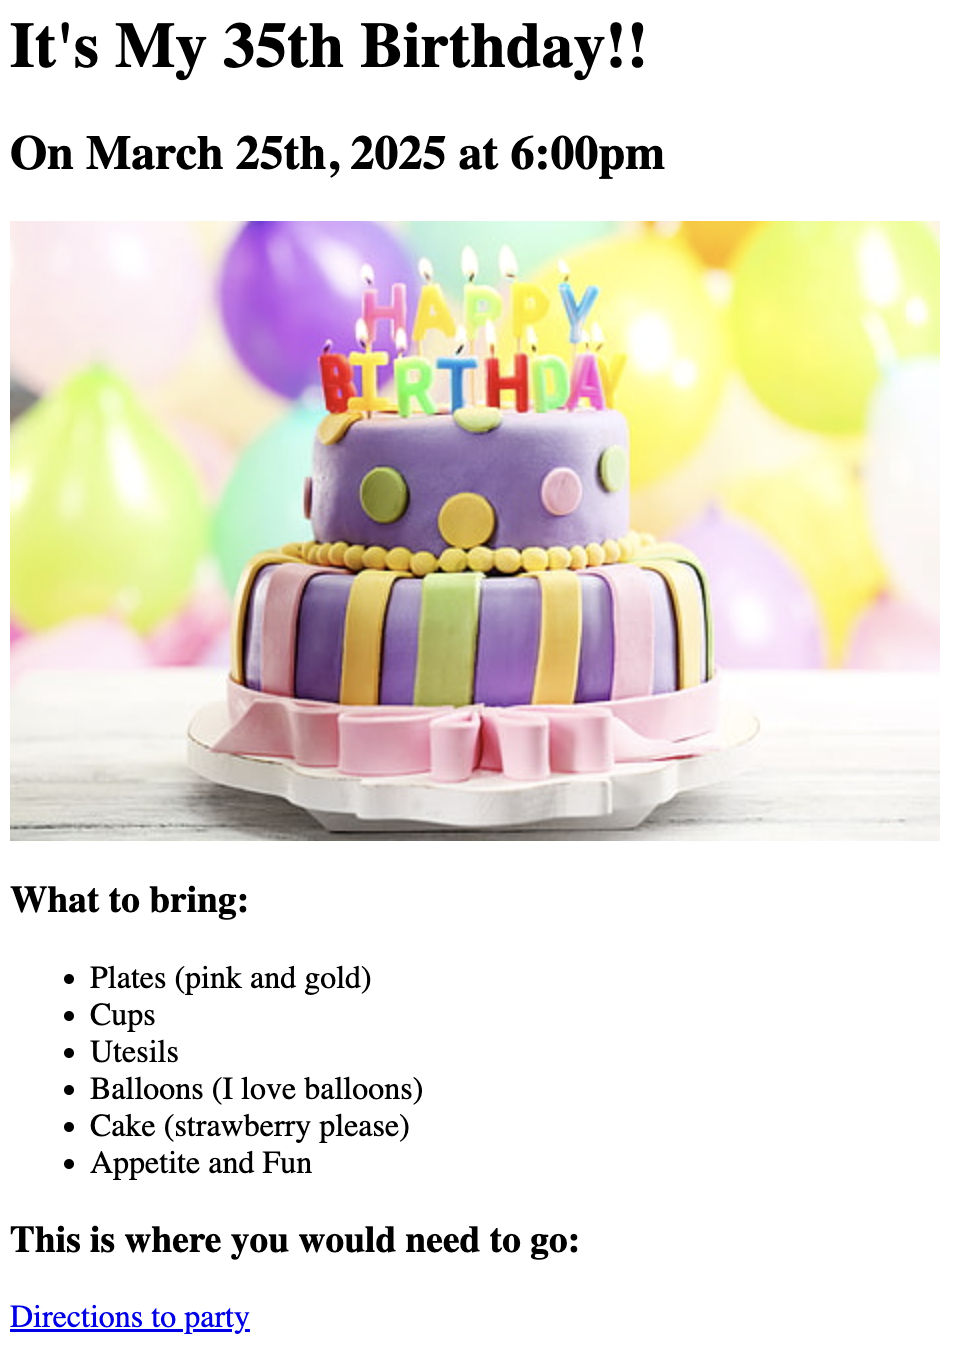 It's My 35th Birthday!!
On March 25th, 2025 at 6:00pm
HAPPY
BIRTHDAY
What to bring:
Plates (pink and gold)
Cups
Utesils
Balloons (I love balloons)
Cake (strawberry please)
Appetite and Fun
This is where you would need to go:
Directions to party